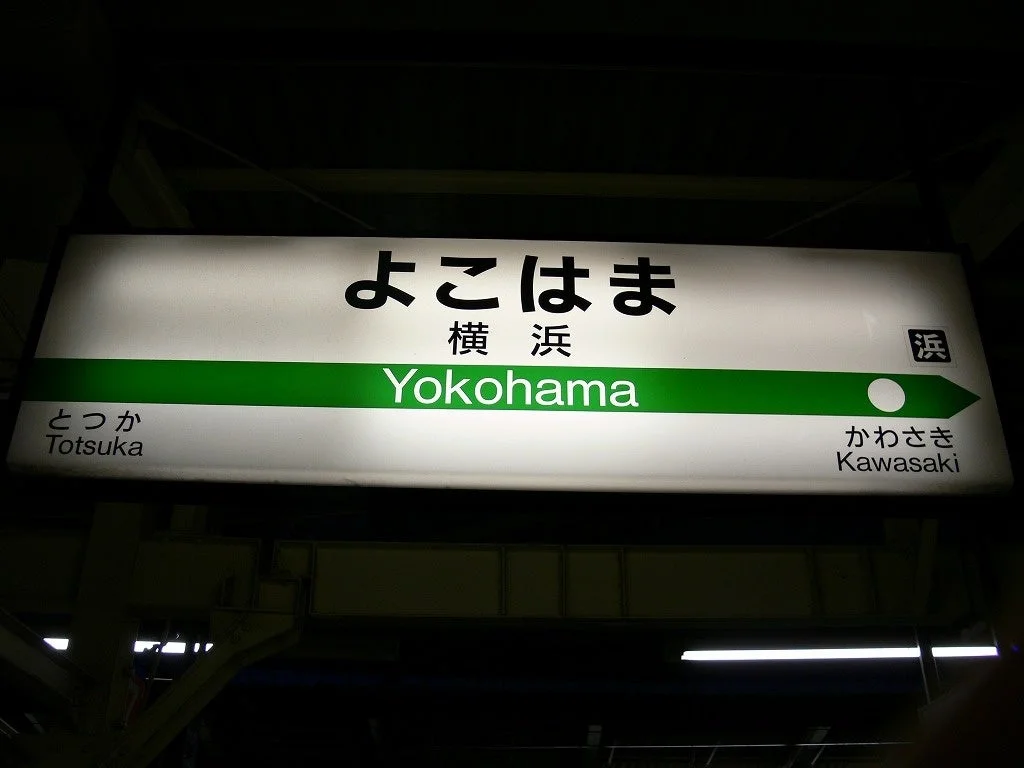 よこはま
横 浜
浜
Yokohama
とつか
Totsuka
かわさき
Kawasaki